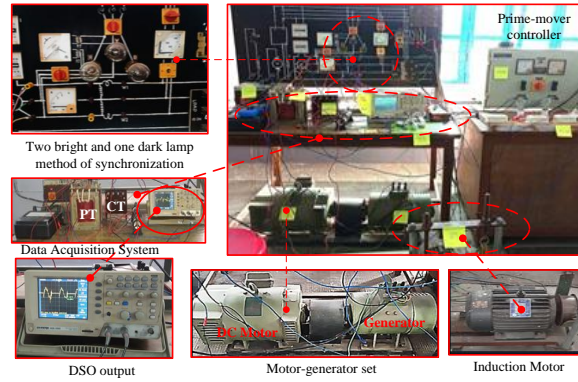 Prime-mover
controller
Two bright and one dark lamp
method of synchronization
PT
CT
Data Acquisition System
DC Motor
Generator
DSO output
Motor-generator set
Induction Motor